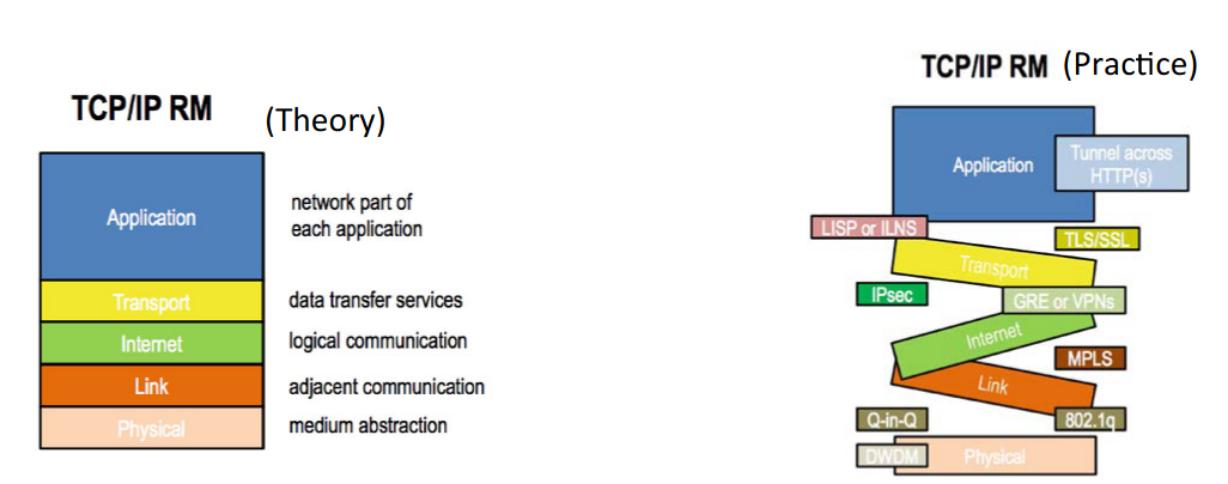 TCP/IP RM (Theory)
Application
network part of
each application
Transport
data transfer services
Internet
logical communication
Link
adjacent communication
Physical
medium abstraction
TCP/IP RM (Practice)
Application
Tunnel across
HTTP(s)
LISP or ILNS
TLS/SSL
Transport
IPsec
GRE or VPNs
Internet
MPLS
Link
Q-in-Q
802.1q
DWDM
Physical